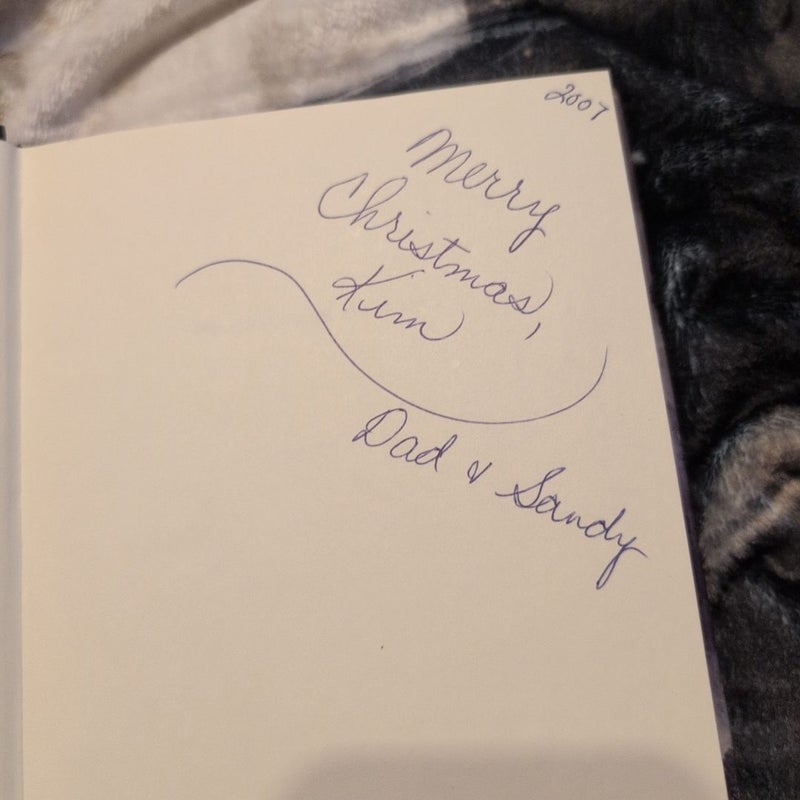 2007
Merry
Christmas,
Kim
Dad & Sandy